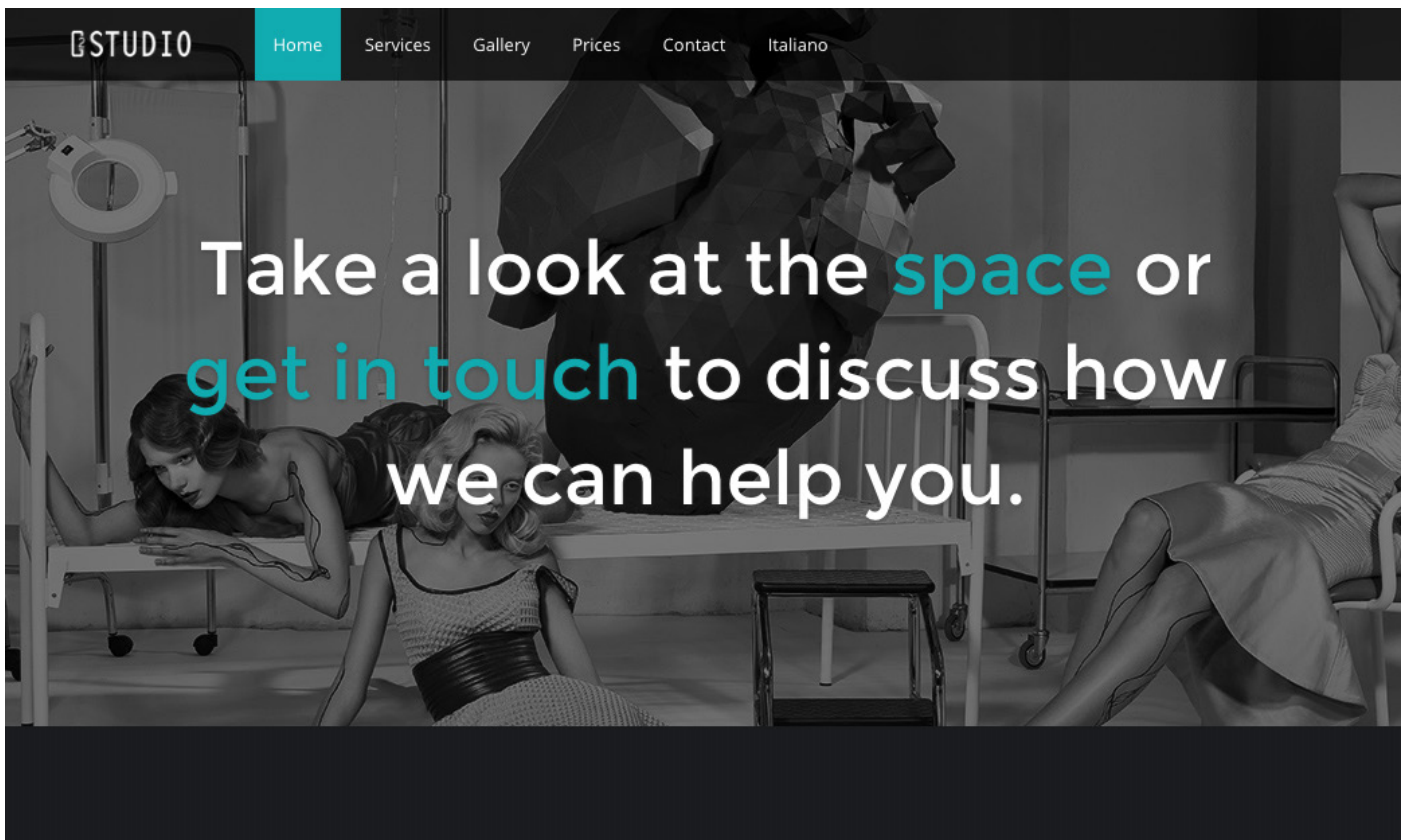 STUDIO
Home
Services
Gallery
Prices
Contact
Italiano
Take a look at the space or
get in touch to discuss how
we can help you.